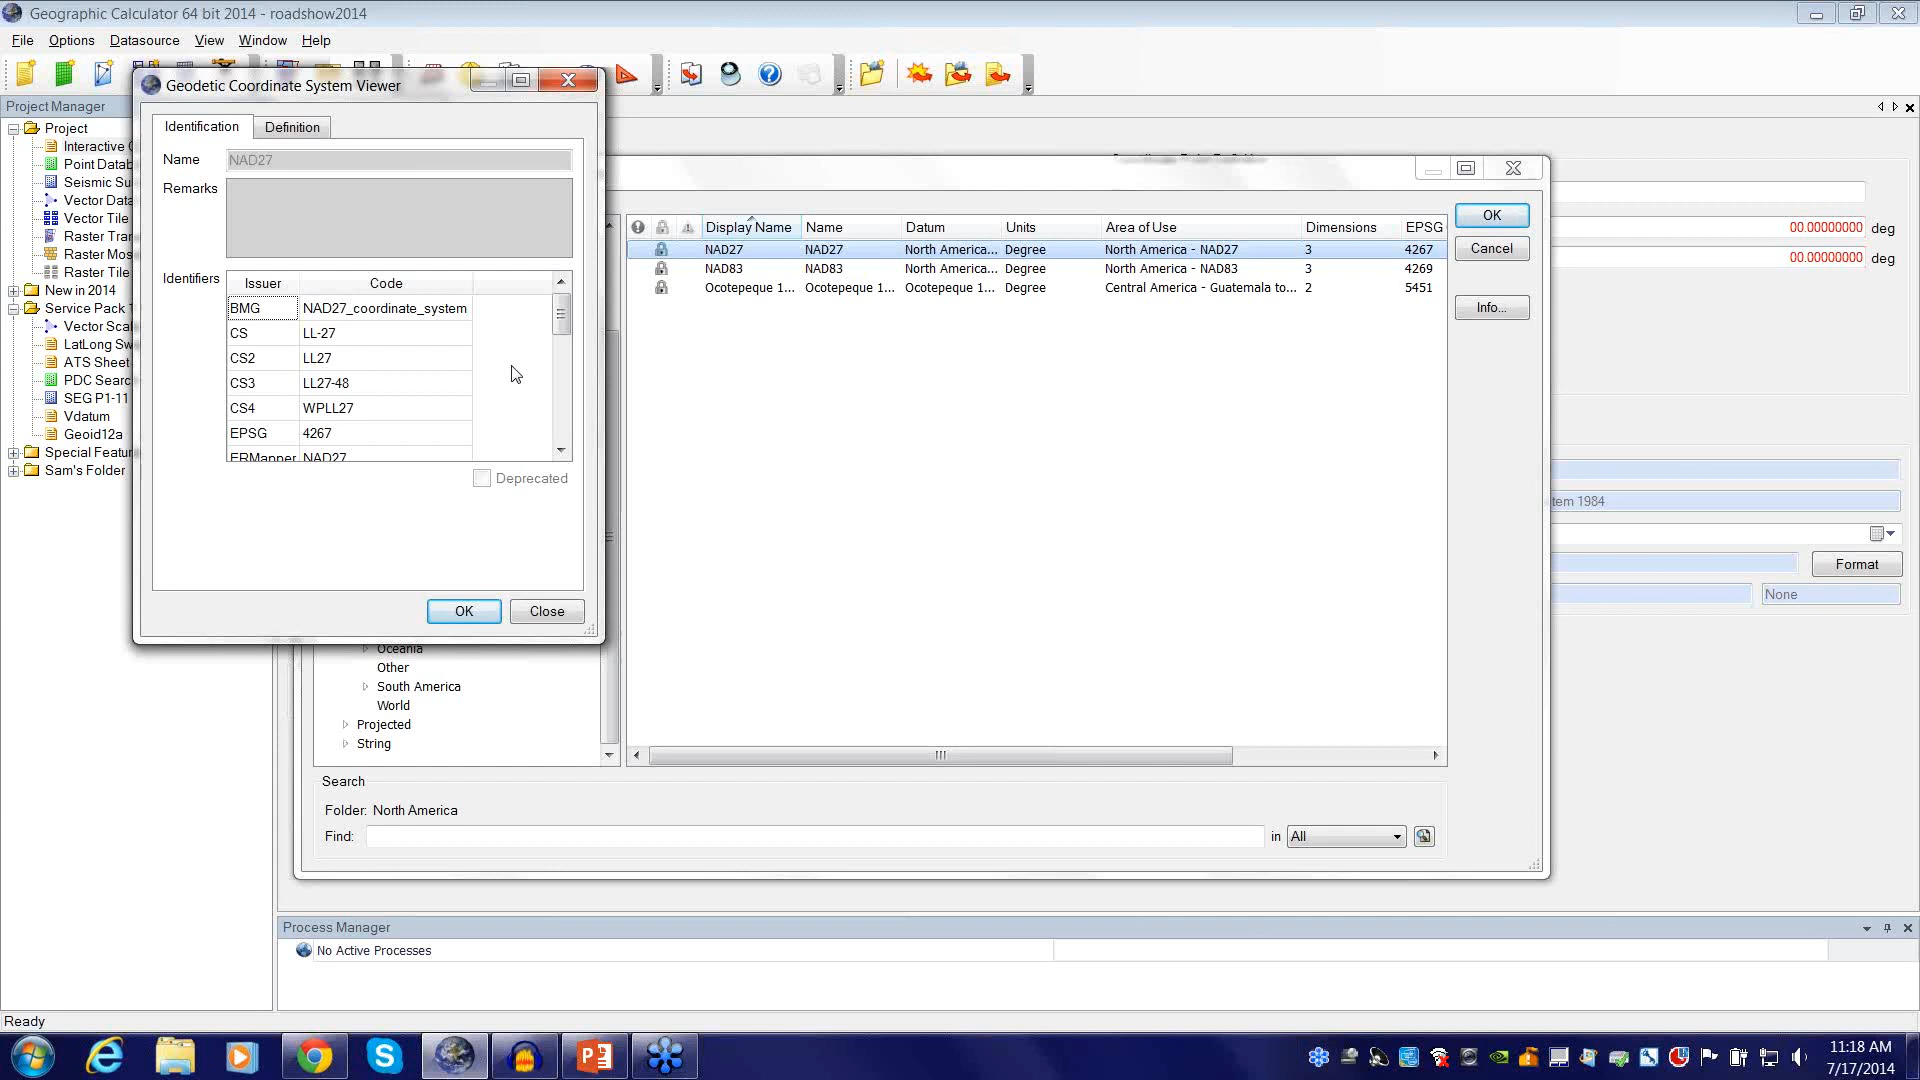 Geographic Calculator 64 bit 2014 - roadshow2014
File Options Datasource View Window Help
Geodetic Coordinate System Viewer
Project Manager
Identification Definition
Project
Interactive
Point Datab
Seismic Su
Vector Data
Vector Tile
Raster Tran
Raster Mos
Raster Tile
New in 2014
Service Pack
Vector Scal
LatLong Sw
ATS Sheet
PDC Searc
SEG P1-11
Vdatum
Geoid12a
Special Featur
Sam's Folder
Name NAD27
Remarks
Identifiers
Issuer Code
BMG NAD27_coordinate_system
CS LL-27
CS2 LL27
CS3 LL27-48
CS4 WPLL27
EPSG 4267
ERMapper NAD27
Deprecated
OK Close
Display Name Name Datum Units Area of Use Dimensions EPSG
NAD27 NAD27 North America... Degree North America - NAD27 3 4267
NAD83 NAD83 North America... Degree North America - NAD83 3 4269
Ocotepeque 1... Ocotepeque 1... Ocotepeque 1... Degree Central America - Guatemala to... 2 5451
OK
Cancel
Info...
00.00000000 deg
00.00000000 deg
tem 1984
Format
None
Oceania
Other
South America
World
Projected
String
Search
Folder: North America
Find: in All
Process Manager
No Active Processes
Ready
11:18 AM
7/17/2014